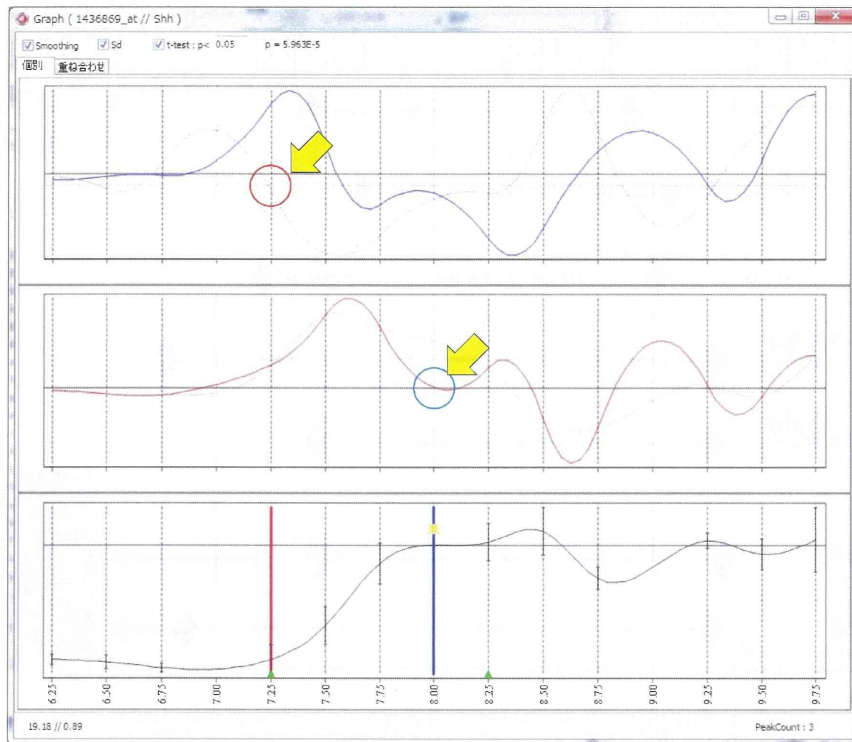 Graph ( 1436869_at // Shh )
Smoothing Sd t-test : p< 0.05 p = 5.963E-5
個別 重ね合わせ
6.25 6.50 6.75 7.00 7.25 7.50 7.75 8.00 8.25 8.50 8.75 9.00 9.25 9.50 9.75
19.18 // 0.89 PeakCount : 3